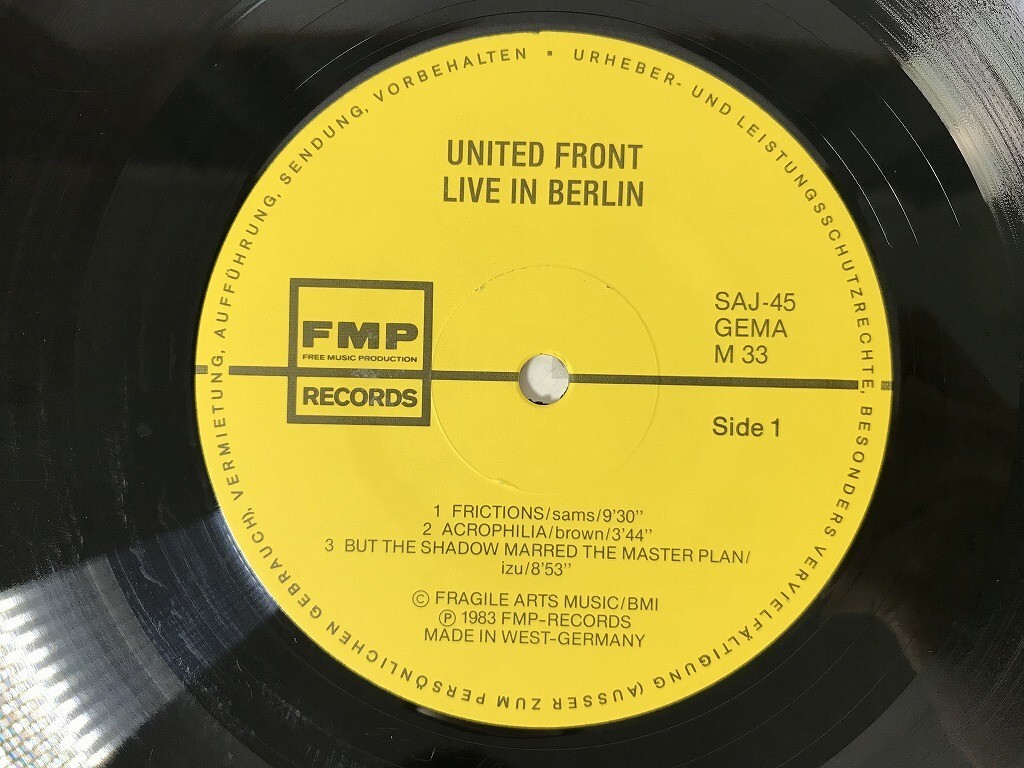 URHEBER- UND LEISTUNGSSCHUTZRECHTE, BESONDERS VERVIELFÄLTIGUNG (AUSSER ZUM PERSÖNLICHEN GEBRAUCH), VERMIETUNG, AUFFÜHRUNG, SENDUNG, VORBEHALTEN
UNITED FRONT
LIVE IN BERLIN
FMP
FREE MUSIC PRODUCTION
RECORDS
SAJ-45
GEMA
M 33
Side 1
1 FRICTIONS/sams/9'30"
2 ACROPHILIA/brown/3'44"
3 BUT THE SHADOW MARRED THE MASTER PLAN/
izu/8'53"
© FRAGILE ARTS MUSIC/BMI
℗ 1983 FMP-RECORDS
MADE IN WEST-GERMANY